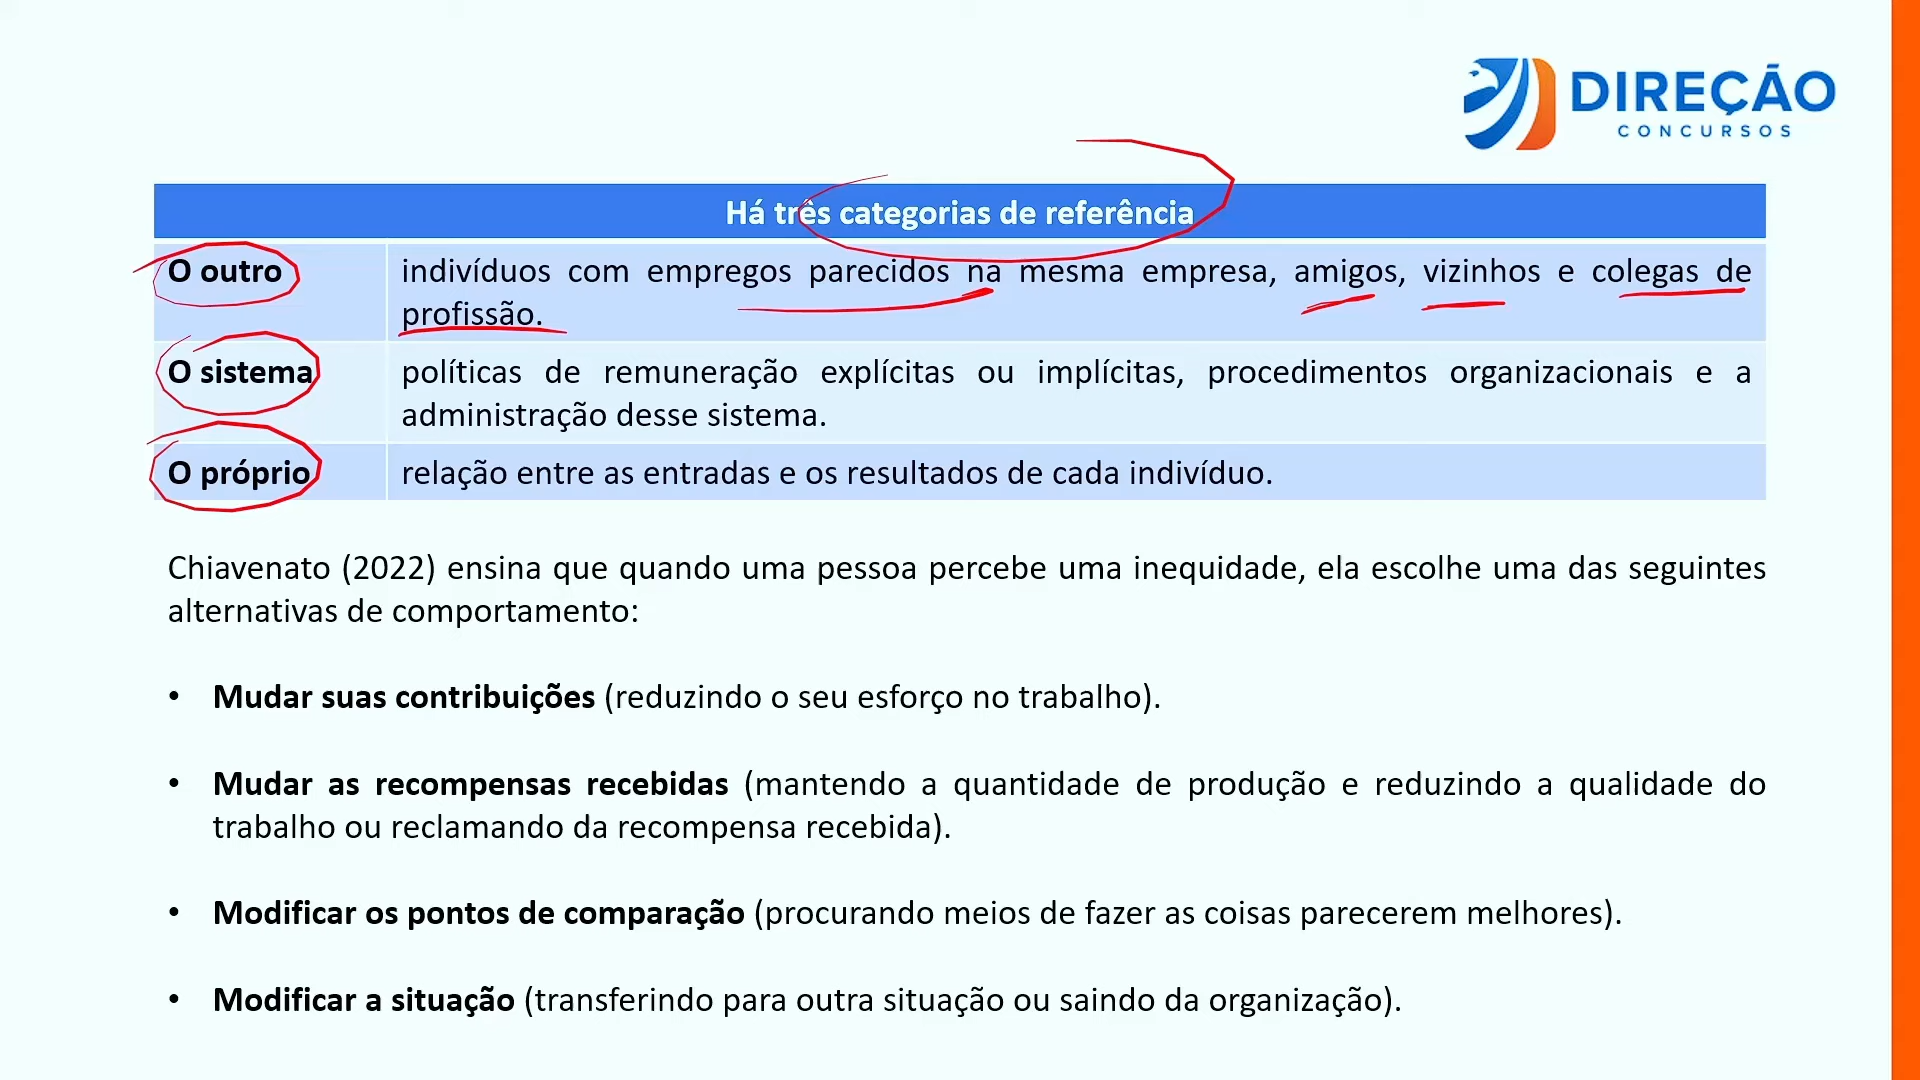 DIREÇÃO
CONCURSOS
Há três categorias de referência
O outro
indivíduos com empregos parecidos na mesma empresa, amigos, vizinhos e colegas de
profissão.
O sistema
políticas de remuneração explícitas ou implícitas, procedimentos organizacionais e a
administração desse sistema.
O próprio
relação entre as entradas e os resultados de cada indivíduo.
Chiavenato (2022) ensina que quando uma pessoa percebe uma inequidade, ela escolhe uma das seguintes
alternativas de comportamento:
• Mudar suas contribuições (reduzindo o seu esforço no trabalho).
• Mudar as recompensas recebidas (mantendo a quantidade de produção e reduzindo a qualidade do
trabalho ou reclamando da recompensa recebida).
• Modificar os pontos de comparação (procurando meios de fazer as coisas parecerem melhores).
• Modificar a situação (transferindo para outra situação ou saindo da organização).